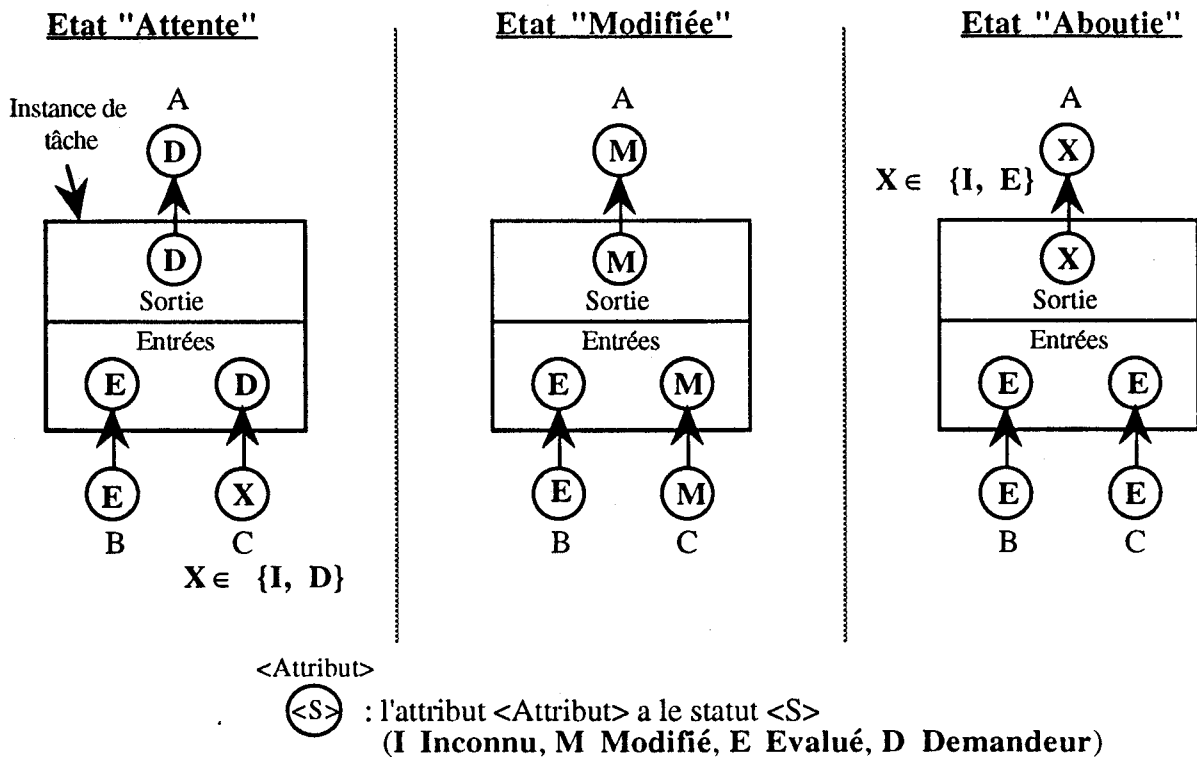 Etat "Attente"
Instance de
tâche
A
D
D
Sortie
Entrées
E
D
E
X
B
C
X ∈ {I, D}
Etat "Modifiée"
A
M
M
Sortie
Entrées
E
M
E
M
B
C
Etat "Aboutie"
A
X
X ∈ {I, E}
X
Sortie
Entrées
E
E
E
E
B
C
<Attribut>
<S> : l'attribut <Attribut> a le statut <S>
(I Inconnu, M Modifié, E Evalué, D Demandeur)